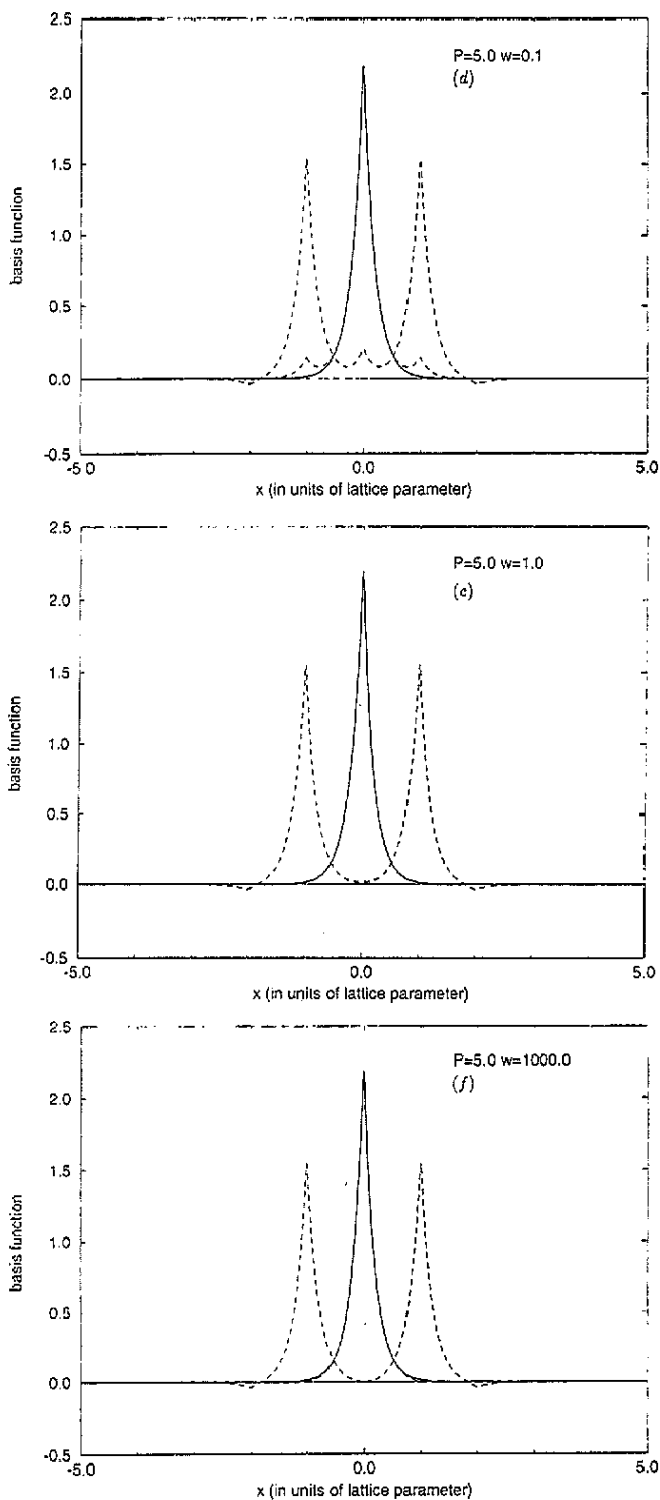 2.5
P=5.0 w=0.1
(d)
2.0
1.5
1.0
0.5
0.0
-0.5
basis function
-5.0 0.0 5.0
x (in units of lattice parameter)
2.5
P=5.0 w=1.0
(e)
2.0
1.5
1.0
0.5
0.0
-0.5
basis function
-5.0 0.0 5.0
x (in units of lattice parameter)
2.5
P=5.0 w=1000.0
(f)
2.0
1.5
1.0
0.5
0.0
-0.5
basis function
-5.0 0.0 5.0
x (in units of lattice parameter)